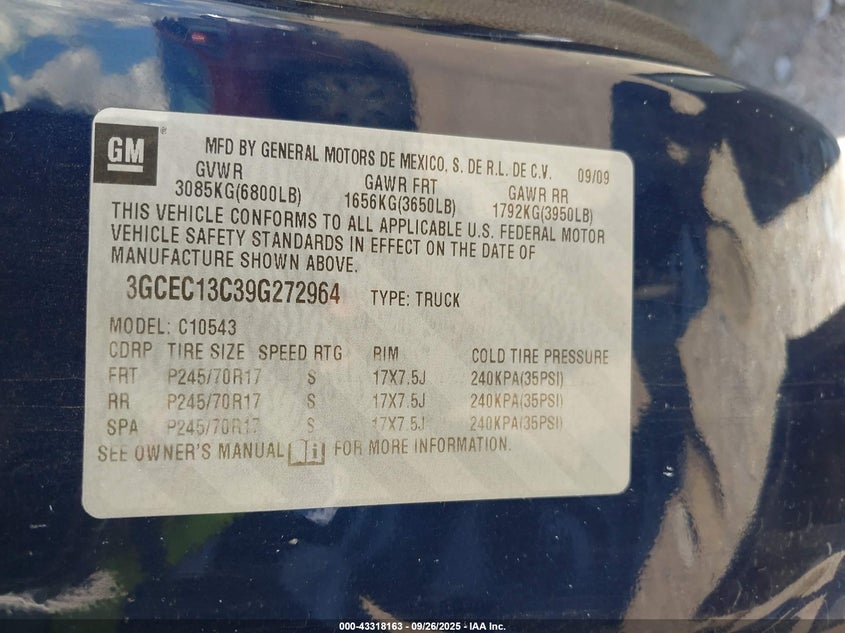 GM®
MFD BY GENERAL MOTORS DE MEXICO, S. DE R.L. DE C.V. 09/09
GVWR GAWR FRT GAWR RR
3085KG(6800LB) 1656KG(3650LB) 1792KG(3950LB)
THIS VEHICLE CONFORMS TO ALL APPLICABLE U.S. FEDERAL MOTOR
VEHICLE SAFETY STANDARDS IN EFFECT ON THE DATE OF
MANUFACTURE SHOWN ABOVE.
3GCEC13C39G272964 TYPE: TRUCK
MODEL: C10543
CDRP TIRE SIZE SPEED RTG RIM COLD TIRE PRESSURE
FRT P245/70R17 S 17X7.5J 240KPA(35PSI)
RR P245/70R17 S 17X7.5J 240KPA(35PSI)
SPA P245/70R17 S 17X7.5J 240KPA(35PSI)
SEE OWNER'S MANUAL i FOR MORE INFORMATION.
000-43318163 - 09/26/2025 - IAA Inc.